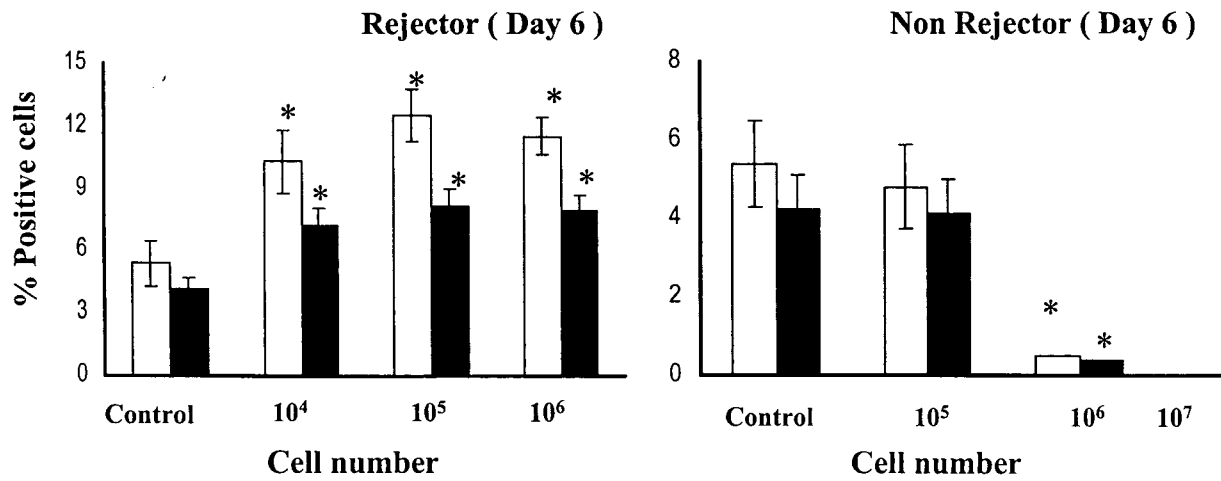 Rejector ( Day 6 )
% Positive cells
15
12
9
6
3
0
*
*
*
*
*
*
Control 10⁴ 10⁵ 10⁶
Cell number
Non Rejector ( Day 6 )
8
6
4
2
0
*
*
Control 10⁵ 10⁶ 10⁷
Cell number